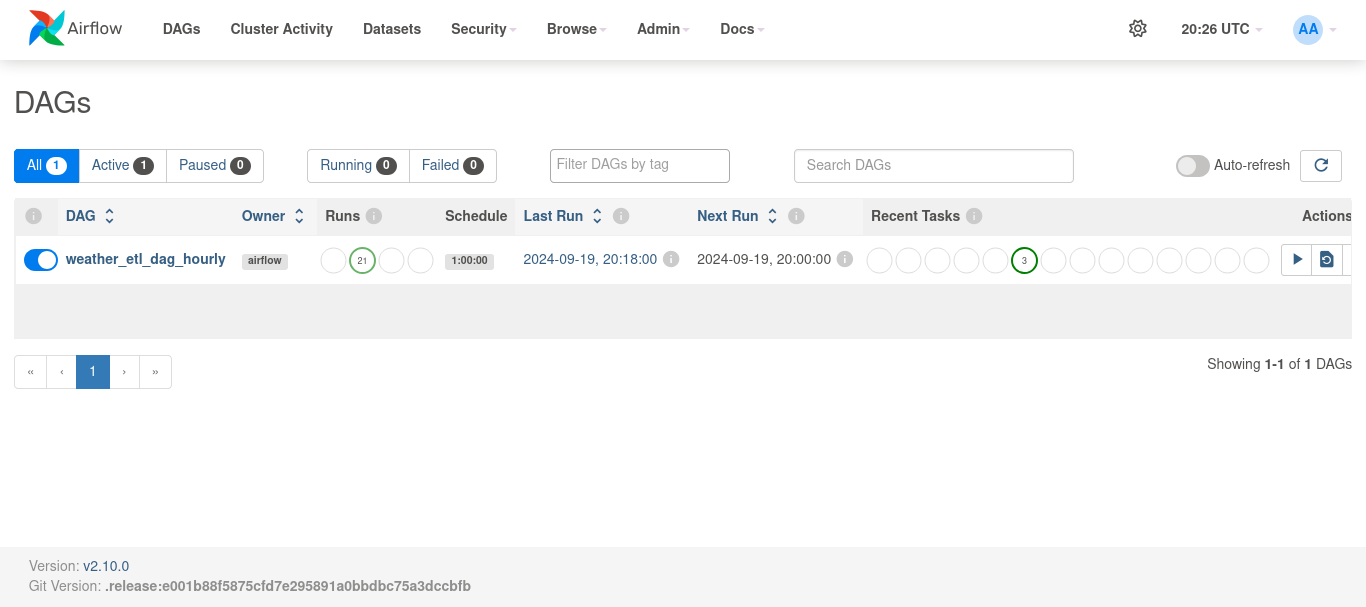 Airflow DAGs Cluster Activity Datasets Security Browse Admin Docs 20:26 UTC AA
DAGs
All 1 Active 1 Paused 0 Running 0 Failed 0 Filter DAGs by tag Search DAGs Auto-refresh
i DAG Owner Runs i Schedule Last Run i Next Run i Recent Tasks i Actions
weather_etl_dag_hourly airflow 21 1:00:00 2024-09-19, 20:18:00 i 2024-09-19, 20:00:00 i 3
« ‹ 1 › » Showing 1-1 of 1 DAGs
Version: v2.10.0
Git Version: .release:e001b88f5875cfd7e295891a0bbdbc75a3dccbfb